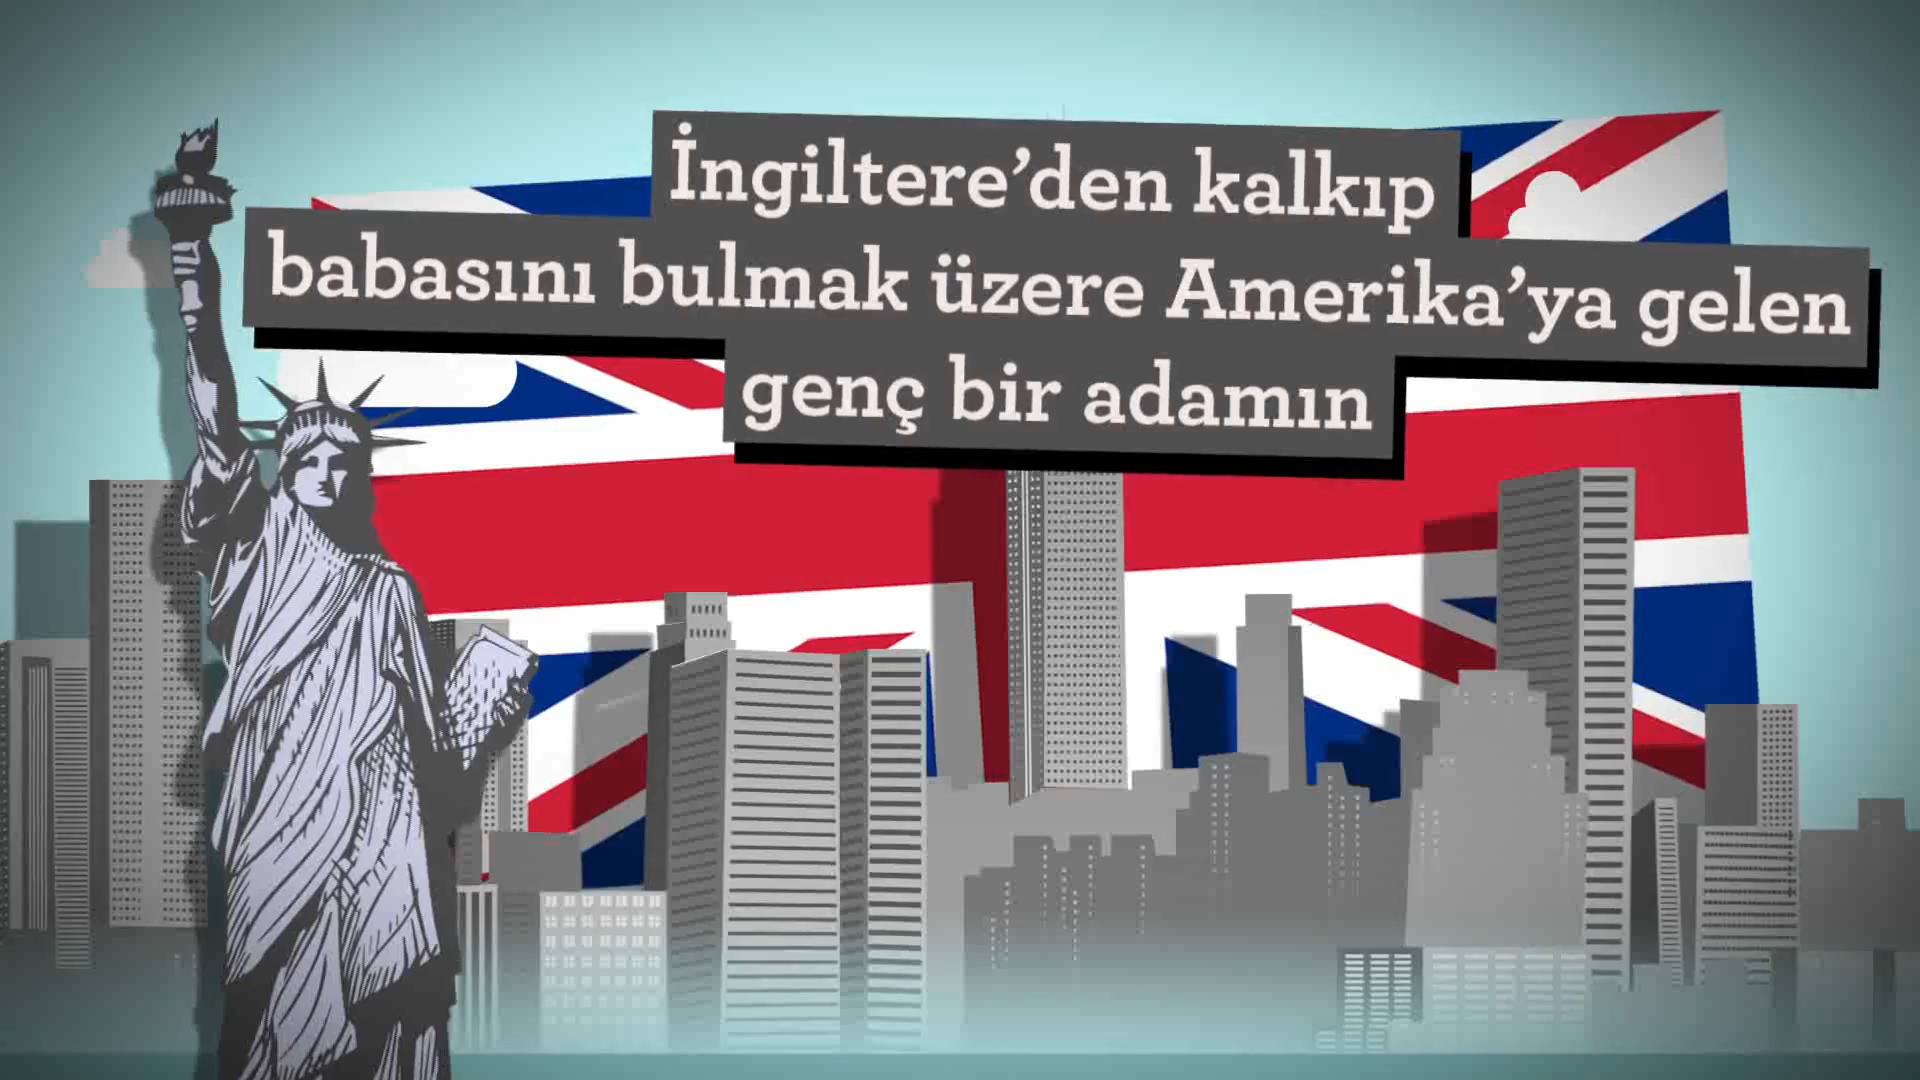 İngiltere’den kalkıp
babasını bulmak üzere Amerika’ya gelen
genç bir adamın